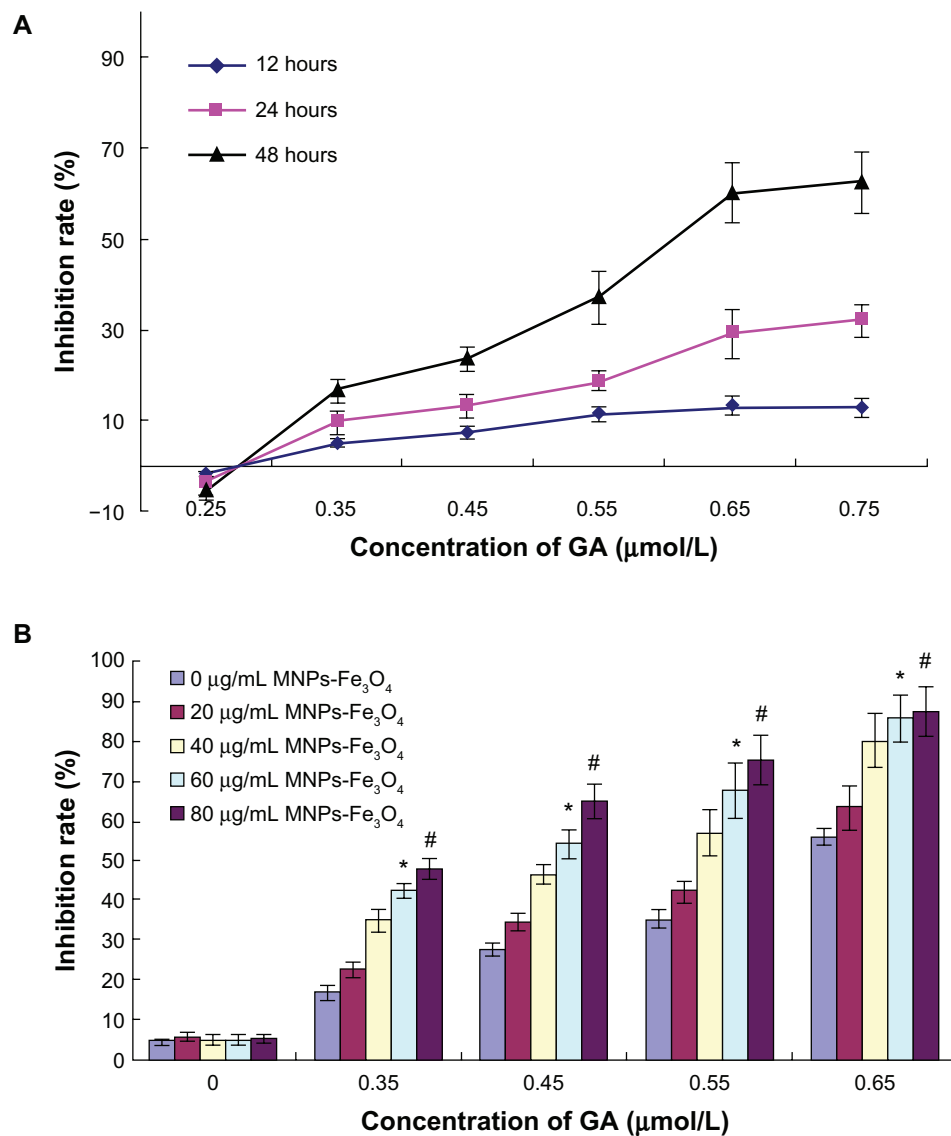 A
90
70
50
30
10
−10
Inhibition rate (%)
12 hours
24 hours
48 hours
0.25 0.35 0.45 0.55 0.65 0.75
Concentration of GA (μmol/L)
B
100
90
80
70
60
50
40
30
20
10
0
Inhibition rate (%)
0 μg/mL MNPs-Fe₃O₄
20 μg/mL MNPs-Fe₃O₄
40 μg/mL MNPs-Fe₃O₄
60 μg/mL MNPs-Fe₃O₄
80 μg/mL MNPs-Fe₃O₄
* #
* #
* #
* #
0 0.35 0.45 0.55 0.65
Concentration of GA (μmol/L)